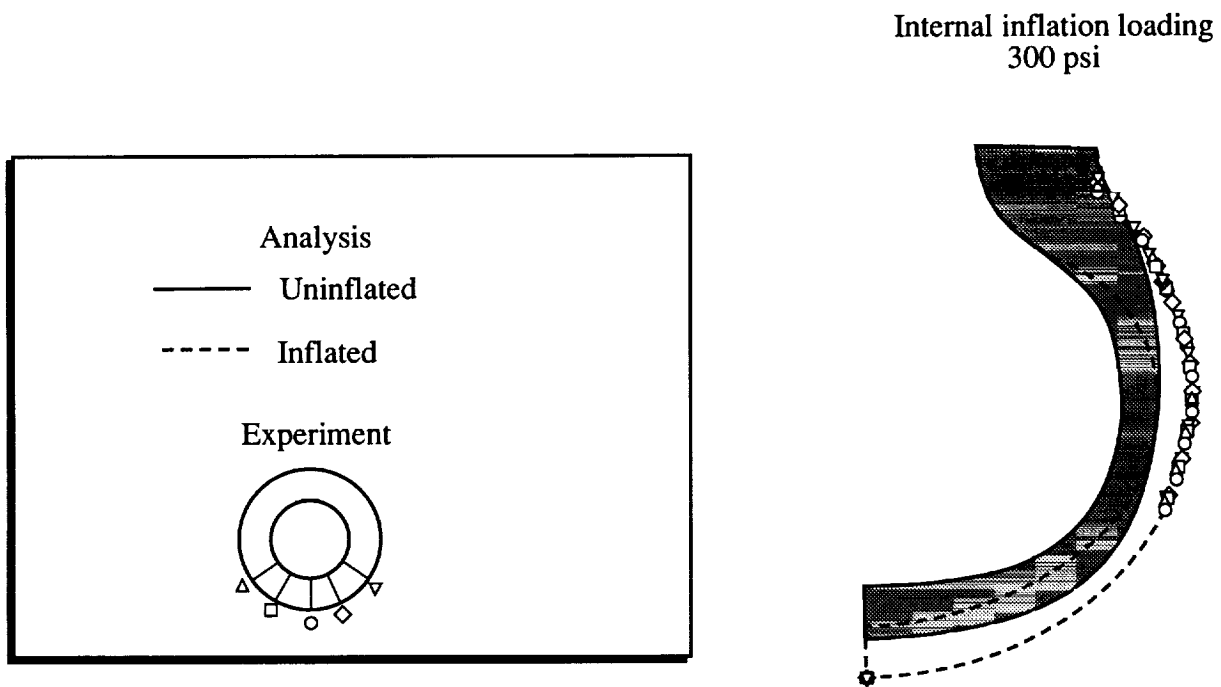 Internal inflation loading
300 psi
Analysis
Uninflated
Inflated
Experiment